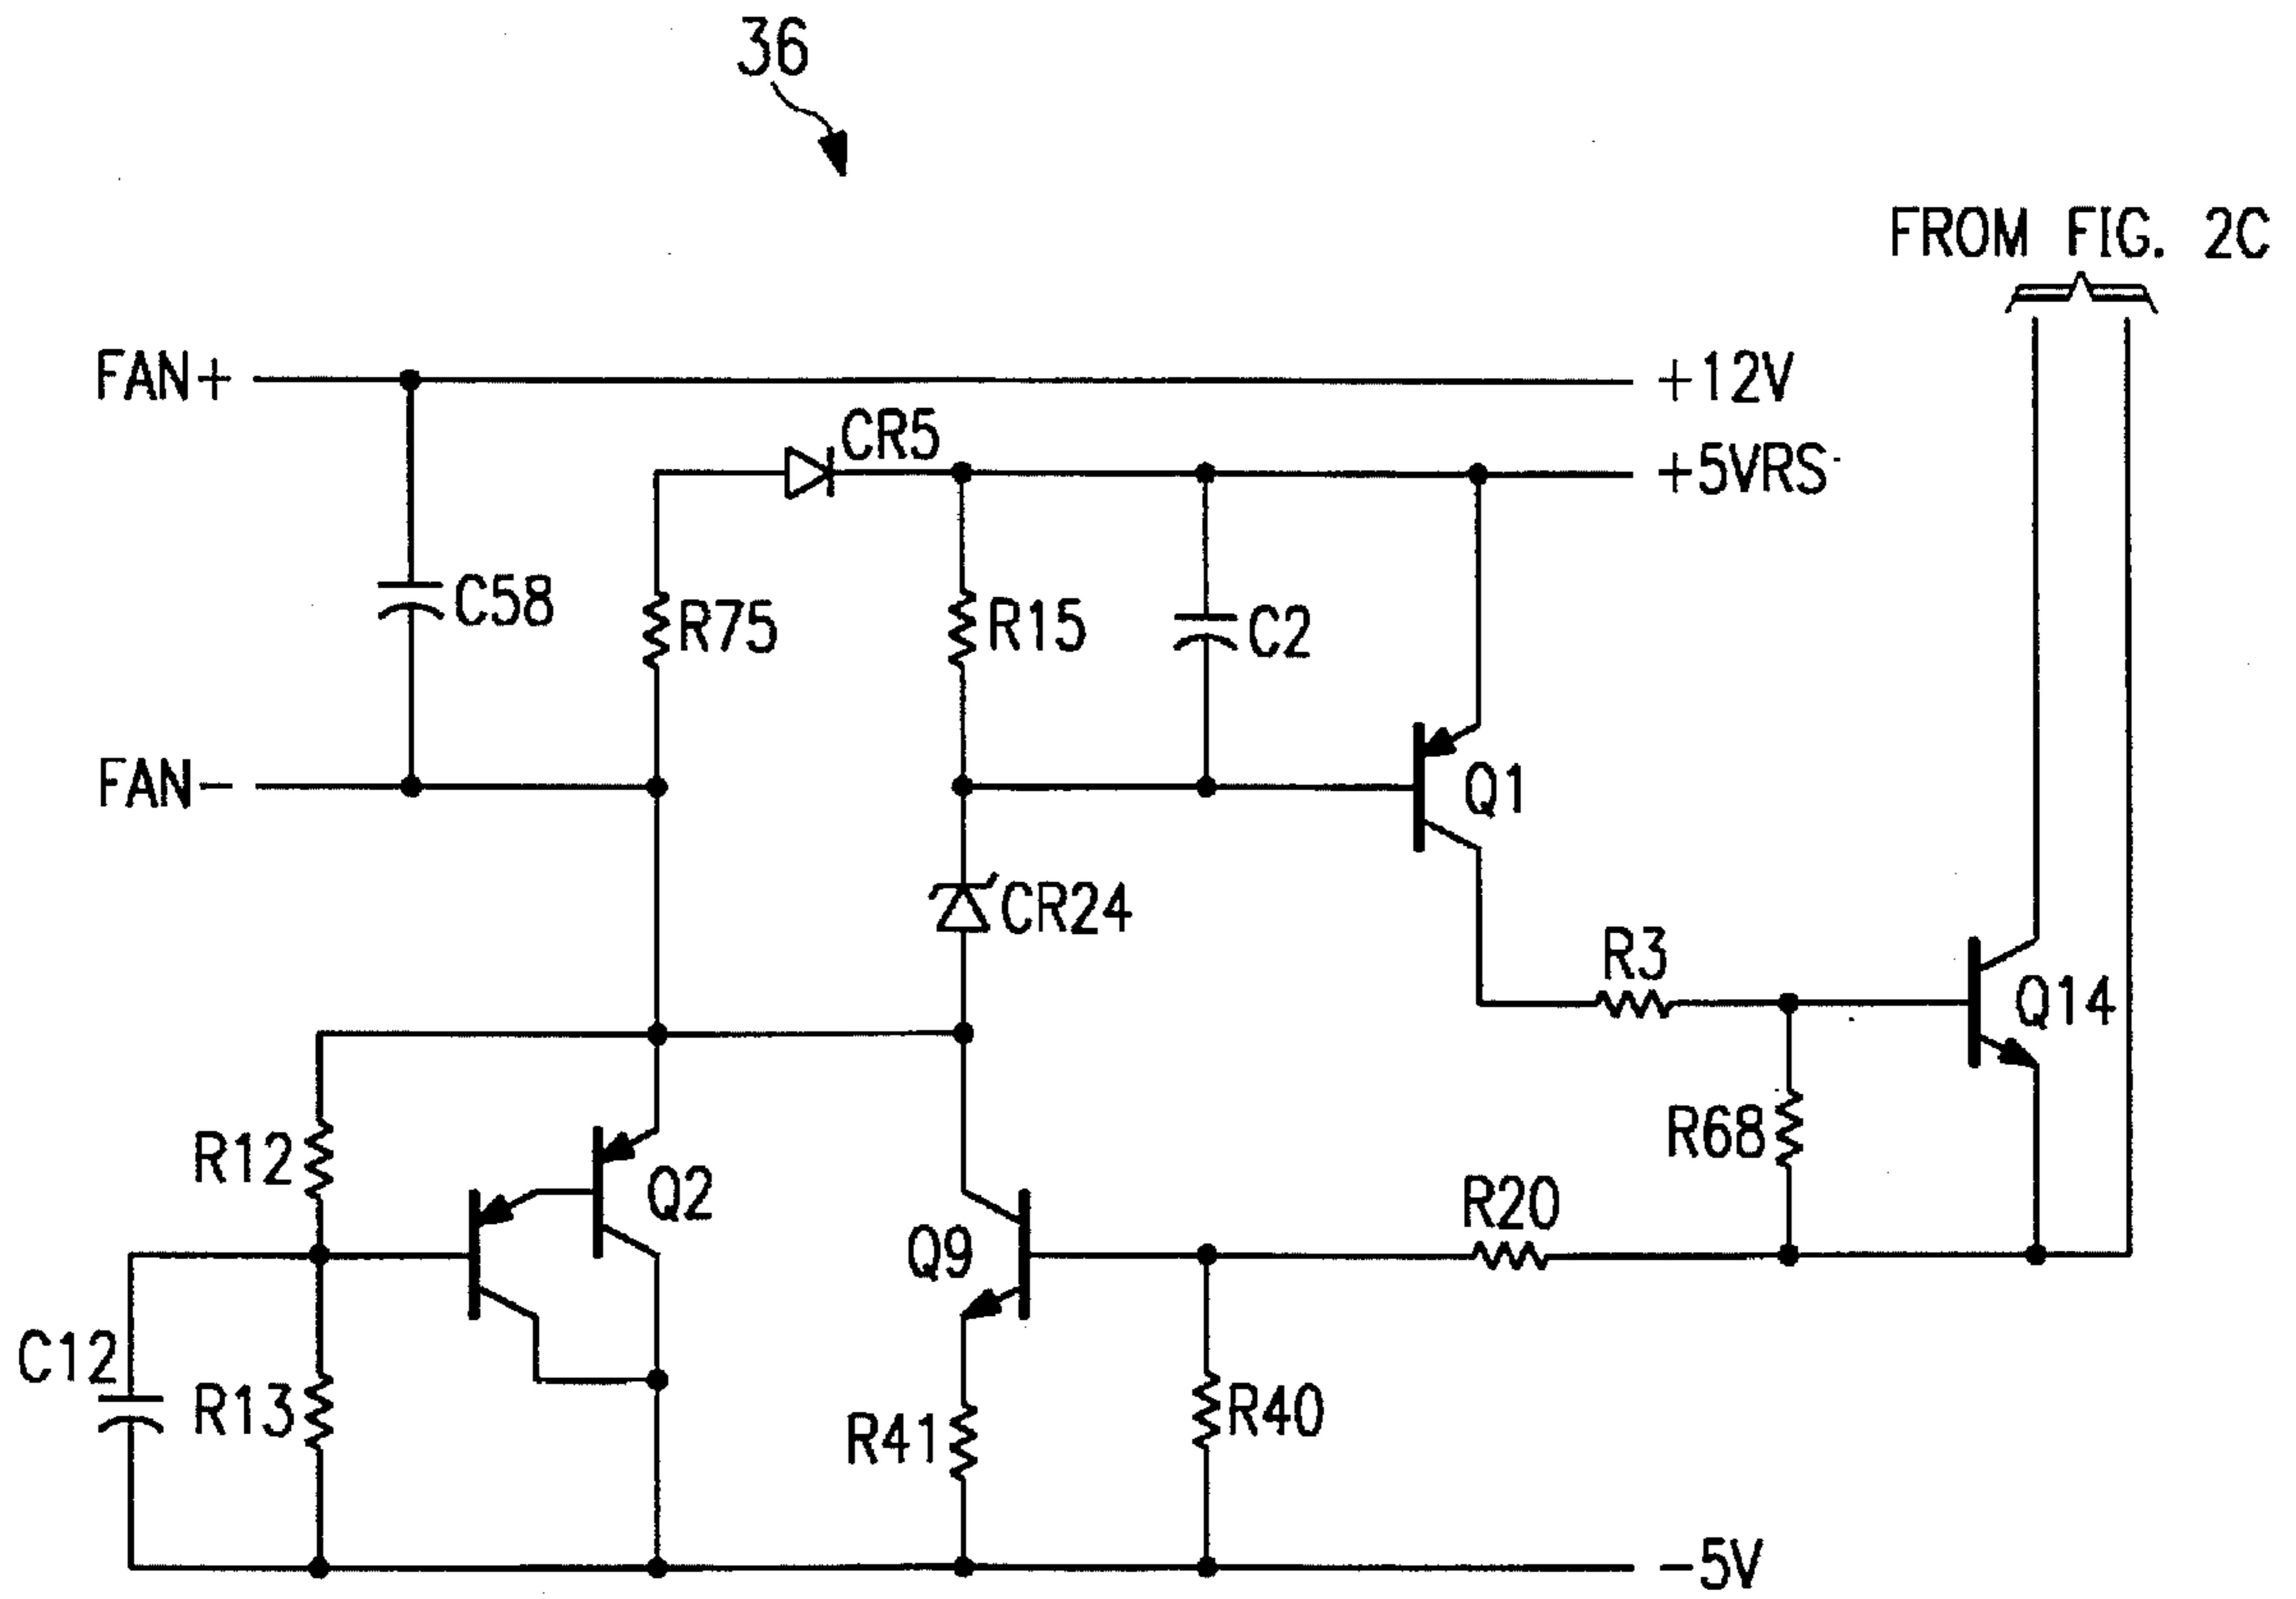 36
FROM FIG. 2C
FAN+
+12V
CR5
+5VRS
C58
R75
R15
C2
FAN-
Q1
CR24
R3
Q14
R12
R68
Q2
R20
Q9
C12
R13
R41
R40
-5V